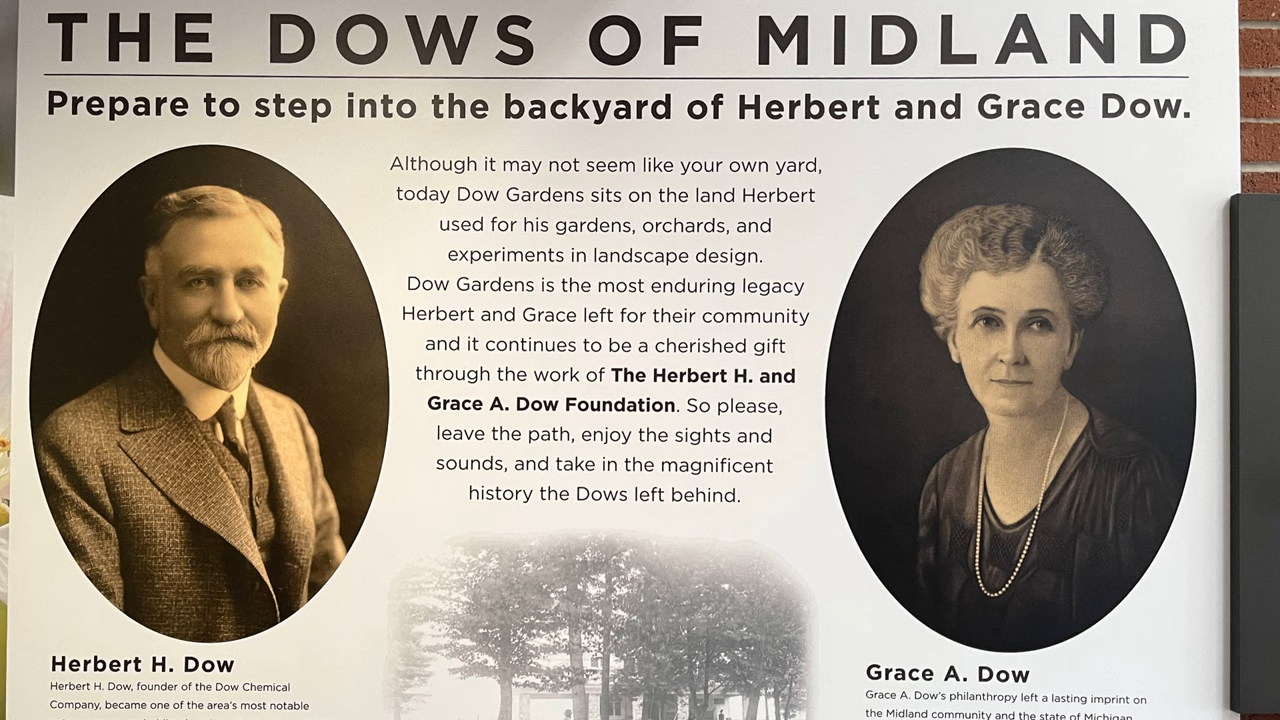 THE DOWS OF MIDLAND
Prepare to step into the backyard of Herbert and Grace Dow.
Although it may not seem like your own yard,
today Dow Gardens sits on the land Herbert
used for his gardens, orchards, and
experiments in landscape design.
Dow Gardens is the most enduring legacy
Herbert and Grace left for their community
and it continues to be a cherished gift
through the work of The Herbert H. and
Grace A. Dow Foundation. So please,
leave the path, enjoy the sights and
sounds, and take in the magnificent
history the Dows left behind.
Herbert H. Dow
Herbert H. Dow, founder of the Dow Chemical
Company, became one of the area's most notable
Grace A. Dow
Grace A. Dow's philanthropy left a lasting imprint on
the Midland community and the state of Michigan.